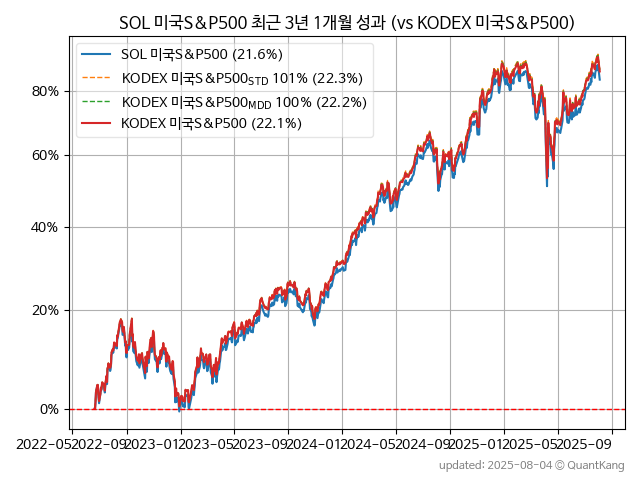 SOL 미국S&P500 최근 3년 1개월 성과 (vs KODEX 미국S&P500)
SOL 미국S&P500 (21.6%)
KODEX 미국S&P500STD 101% (22.3%)
KODEX 미국S&P500MDD 100% (22.2%)
KODEX 미국S&P500 (22.1%)
80%
60%
40%
20%
0%
2022-05 2022-09 2023-01 2023-05 2023-09 2024-01 2024-05 2024-09 2025-01 2025-05 2025-09
updated: 2025-08-04 © QuantKang